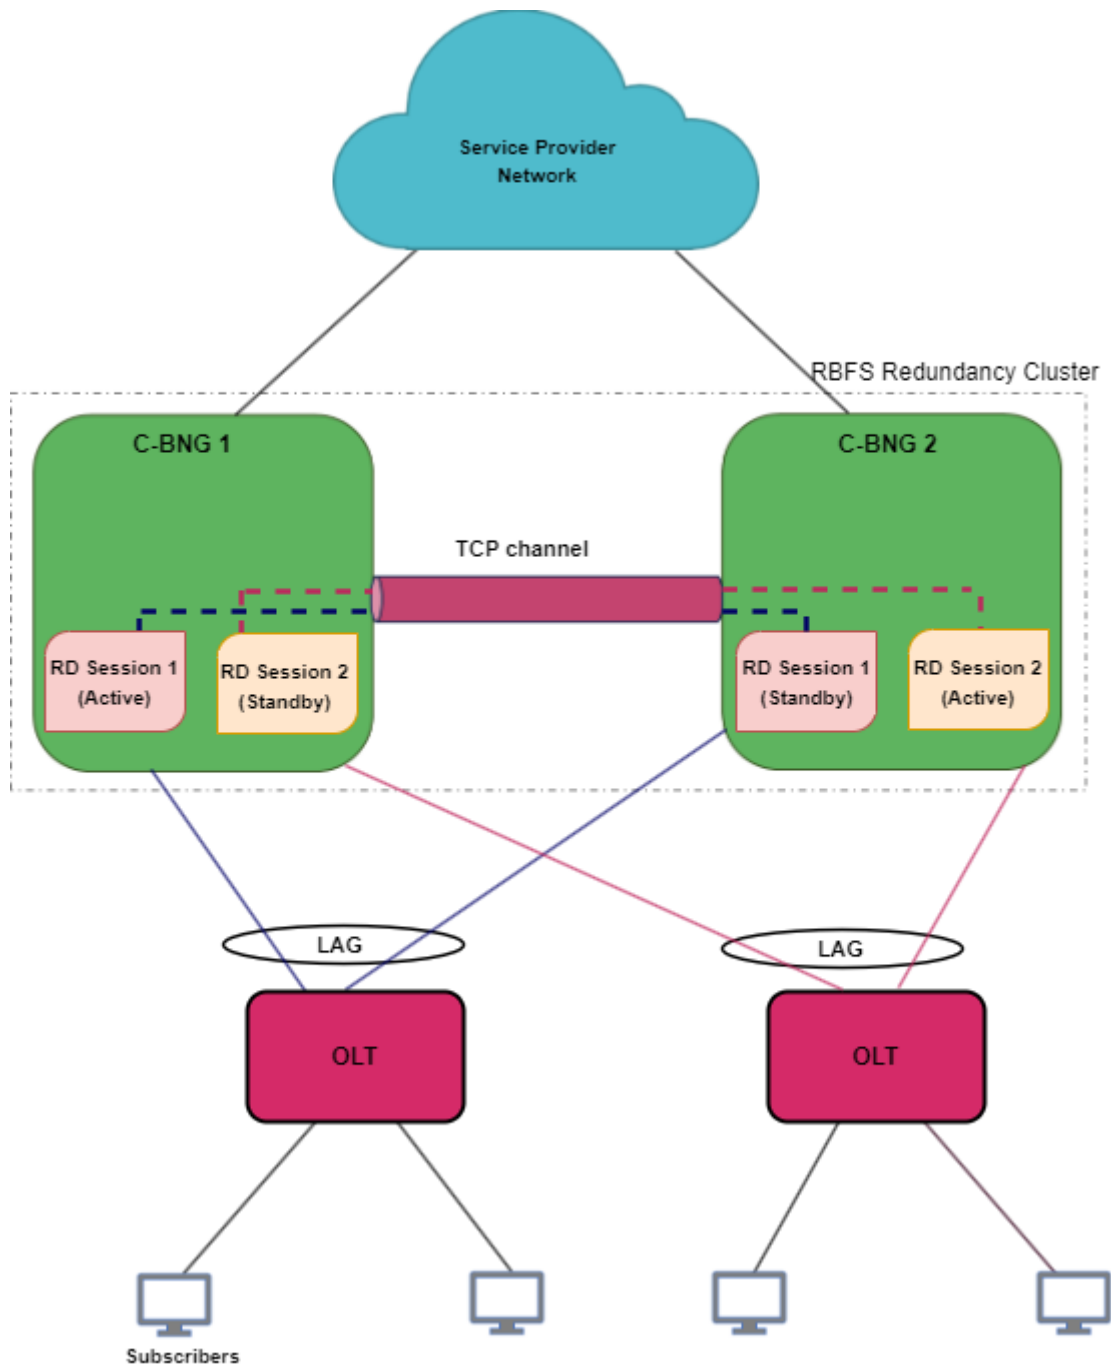 Service Provider
Network
RBFS Redundancy Cluster
C-BNG 1
C-BNG 2
TCP channel
RD Session 1
(Active)
RD Session 2
(Standby)
RD Session 1
(Standby)
RD Session 2
(Active)
LAG
LAG
OLT
OLT
Subscribers